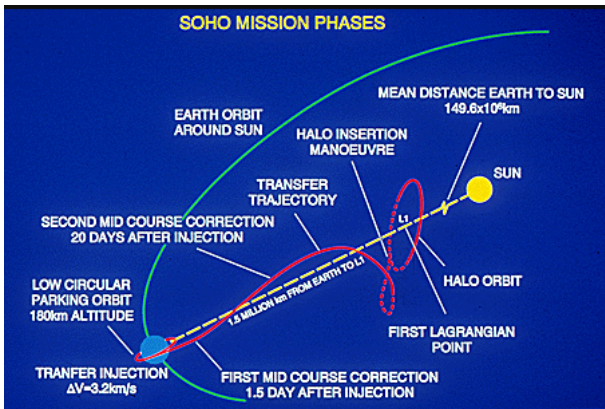 SOHO MISSION PHASES
MEAN DISTANCE EARTH TO SUN
149.6x10⁶km
EARTH ORBIT
AROUND SUN
HALO INSERTION
MANOEUVRE
SUN
TRANSFER
TRAJECTORY
L1
SECOND MID COURSE CORRECTION
20 DAYS AFTER INJECTION
HALO ORBIT
LOW CIRCULAR
PARKING ORBIT
180km ALTITUDE
1.5 MILLION km FROM EARTH TO L1
FIRST LAGRANGIAN
POINT
TRANFER INJECTION
ΔV=3.2km/s
FIRST MID COURSE CORRECTION
1.5 DAY AFTER INJECTION